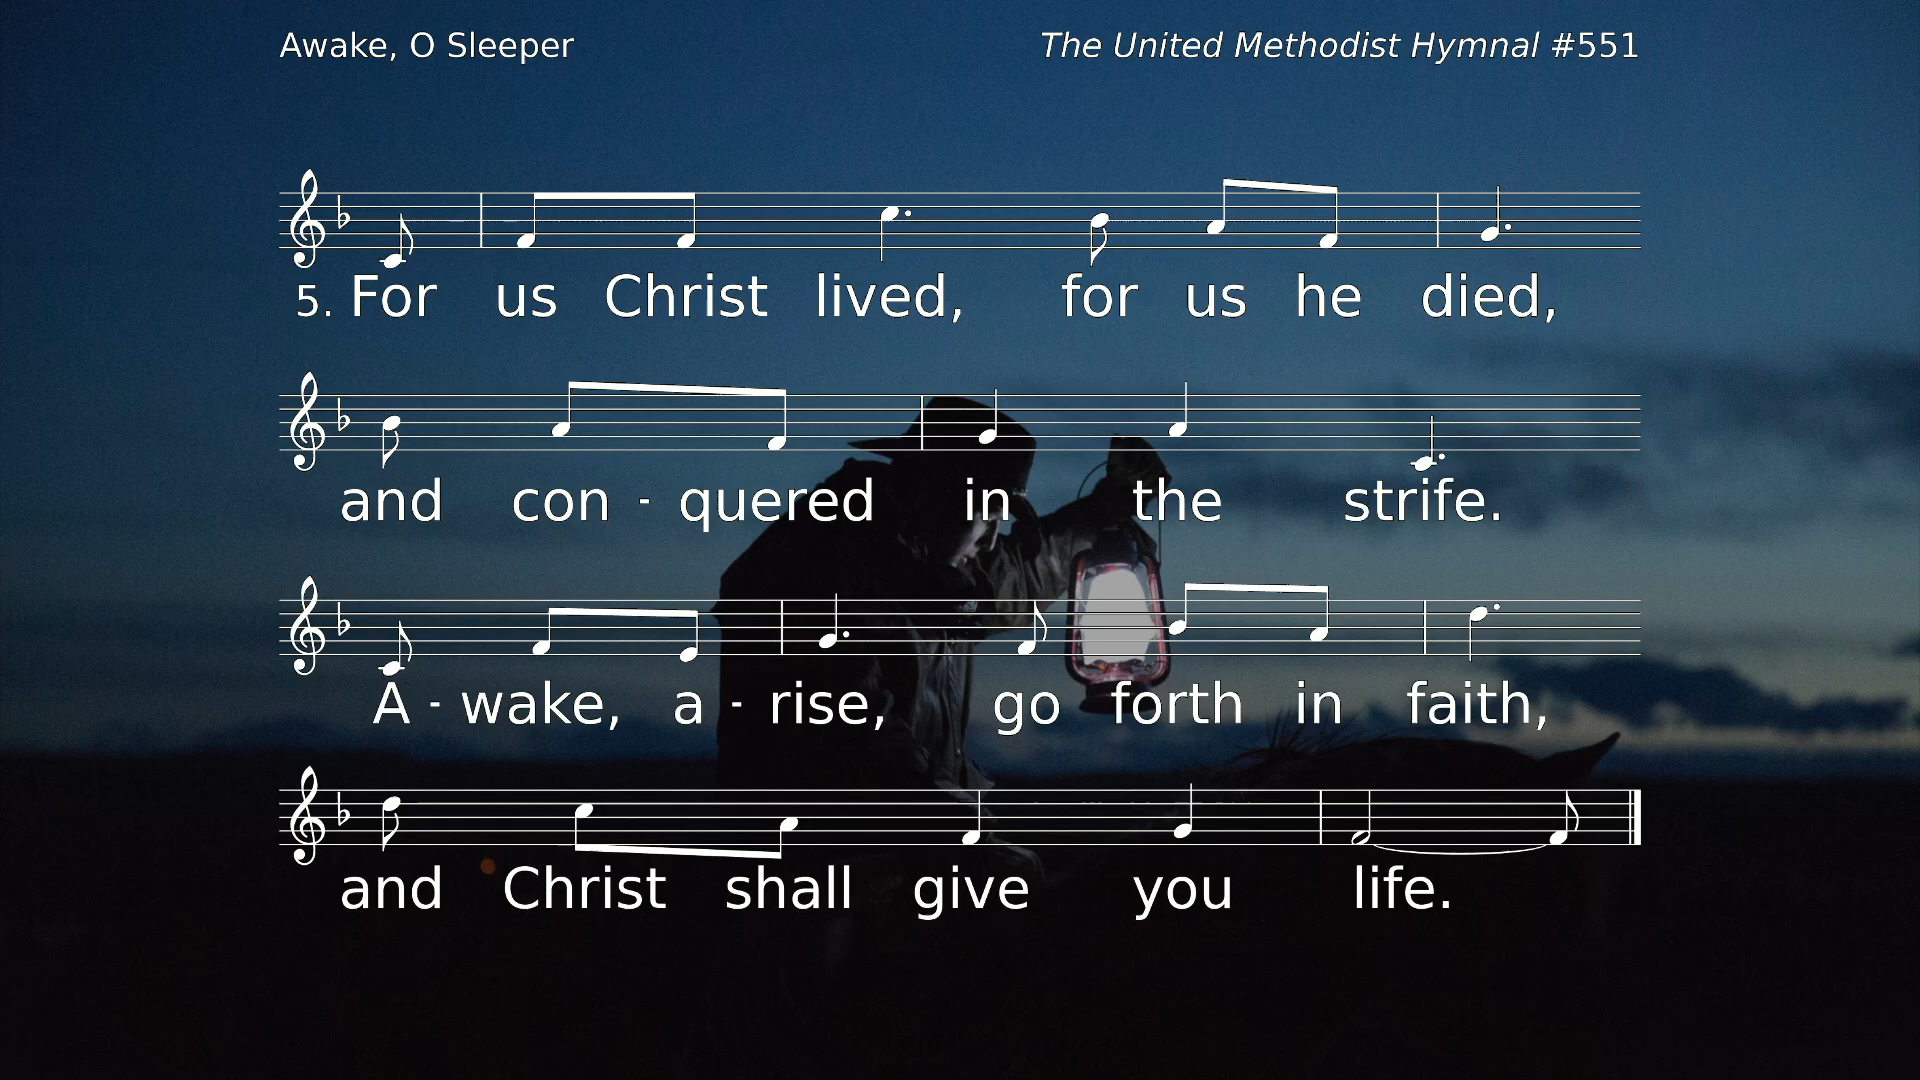 Awake, O Sleeper
The United Methodist Hymnal #551
5. For us Christ lived, for us he died,
and con - quered in the strife.
A - wake, a - rise, go forth in faith,
and Christ shall give you life.